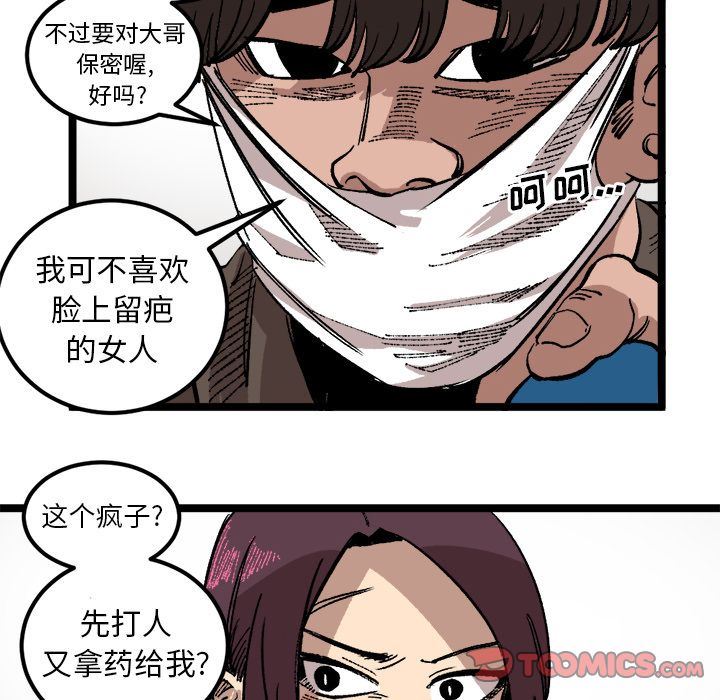 不过要对大哥
保密喔,
好吗?
呵呵...
我可不喜欢
脸上留疤
的女人
这个疯子?
先打人
又拿药给我?
TOOMICS.COM